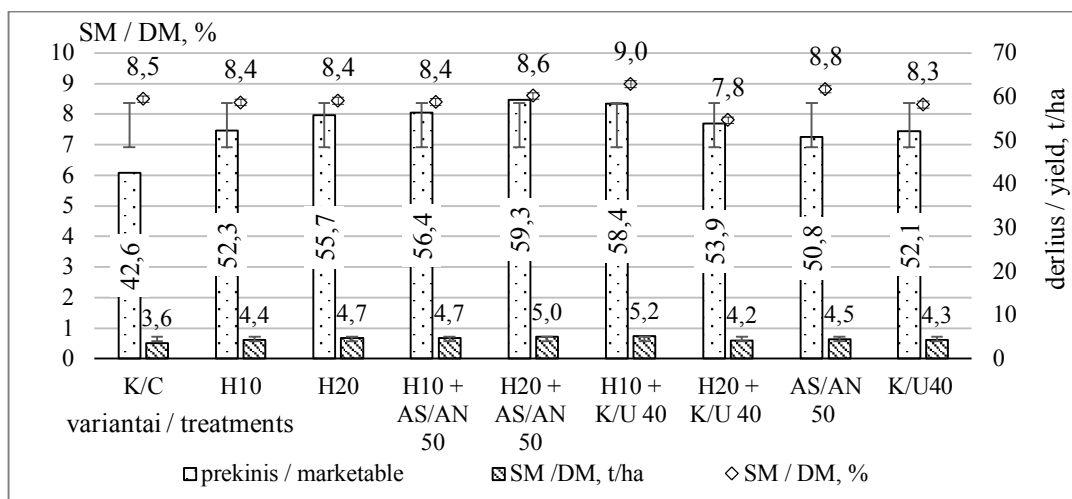 SM / DM, %
10 9 8 7 6 5 4 3 2 1 0
8,5 8,4 8,4 8,4 8,6 9,0 7,8 8,8 8,3
42,6 52,3 55,7 56,4 59,3 58,4 53,9 50,8 52,1
3,6 4,4 4,7 4,7 5,0 5,2 4,2 4,5 4,3
70 60 50 40 30 20 10 0
derlius / yield, t/ha
K/C H10 H20 H10 + H20 + H10 + H20 + AS/AN K/U40
AS/AN AS/AN K/U 40 K/U 40 50
50 50
variantai / treatments
prekinis / marketable SM /DM, t/ha SM / DM, %